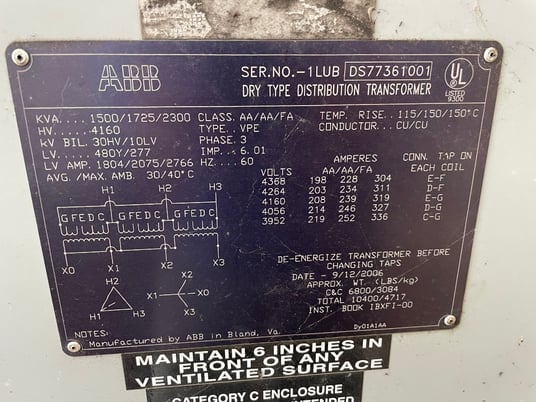 ABB
SER.NO.-1LUB DS77361001
DRY TYPE DISTRIBUTION TRANSFORMER
UL
LISTED
KVA....1500/1725/2300 CLASS. AA/AA/FA TEMP. RISE...115/150/150°C
HV.....4160 TYPE.. VPE CONDUCTOR... CU/CU
kV BIL.30HV/10LV PHASE. 3
LV.....480Y/277 IMP... 6.01
LV AMP. 1804/2075/2766 HZ.... 60
AVG./MAX.AMB. 30/40°C
AMPERES CONN. TAP ON
VOLTS AA/AA/FA EACH COIL
4368 198 228 304 E-F
4264 203 234 311 D-F
4160 208 239 319 E-G
4056 214 246 327 D-G
3952 219 252 336 C-G
H1 H2 H3
G F E D C G F E D C G F E D C
X0 X1 X2 X3
H2
H1 H3
X2
X1 X0
X3
DE-ENERGIZE TRANSFORMER BEFORE
CHANGING TAPS
DATE - 9/12/2006
APPROX. WT. (LBS/kg)
C&C 6800/3084
TOTAL 10400/4717
INST. BOOK IBXFI-00
NOTES:
Manufactured by ABB in Bland, Va.
Dy01A1AA
MAINTAIN 6 INCHES IN
FRONT OF ANY
VENTILATED SURFACE
CATEGORY C ENCLOSURE
INTENDED